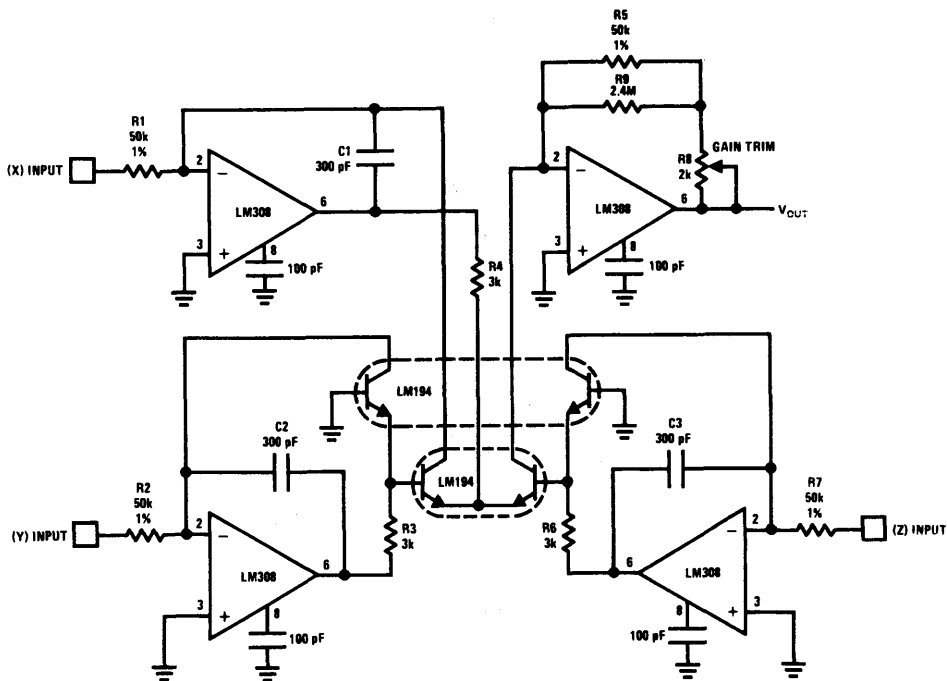 R5
50k
1%
R9
2.4M
R1
50k
1%
(X) INPUT
2
−
LM308
3
+
6
8
100 pF
C1
300 pF
R4
3k
2
−
LM308
3
+
6
8
100 pF
R8
2k
GAIN TRIM
VOUT
LM194
LM194
C2
300 pF
R2
50k
1%
(Y) INPUT
2
−
LM308
3
+
6
8
100 pF
R3
3k
R6
3k
C3
300 pF
R7
50k
1%
(Z) INPUT
2
−
LM308
3
+
6
8
100 pF